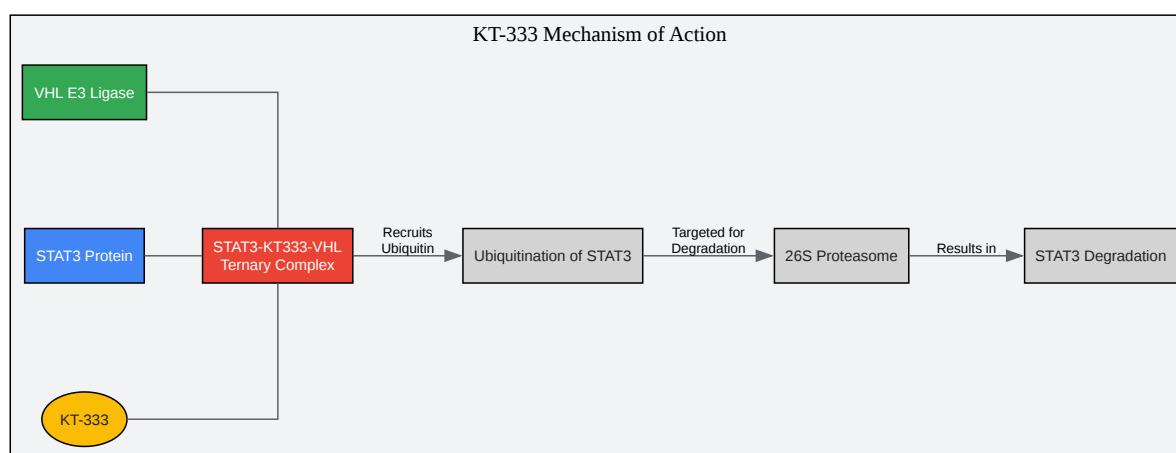 KT-333 Mechanism of Action
VHL E3 Ligase
STAT3 Protein
STAT3-KT333-VHL
Ternary Complex
Recruits
Ubiquitin
Ubiquitination of STAT3
Targeted for
Degradation
26S Proteasome
Results in
STAT3 Degradation
KT-333